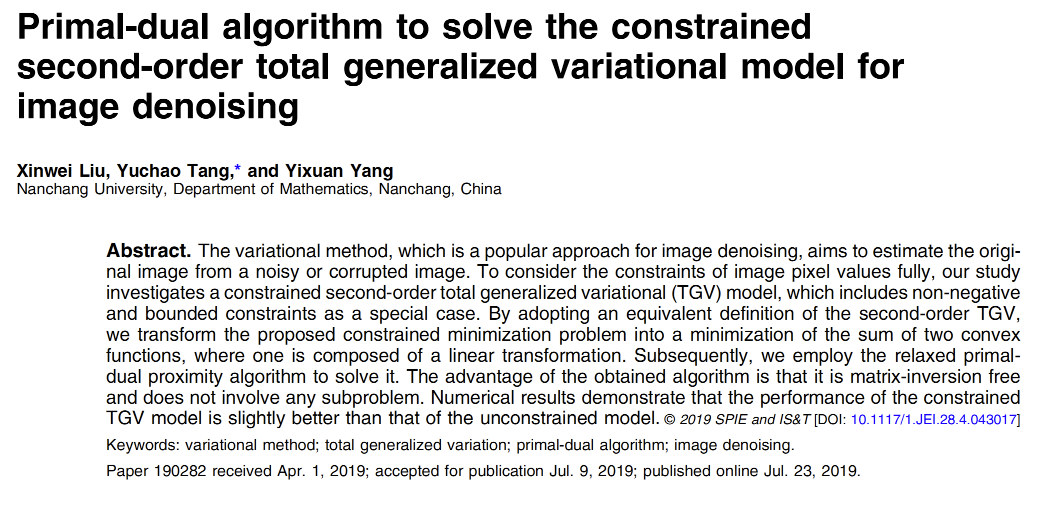 Primal-dual algorithm to solve the constrained
second-order total generalized variational model for
image denoising
Xinwei Liu, Yuchao Tang,* and Yixuan Yang
Nanchang University, Department of Mathematics, Nanchang, China
Abstract. The variational method, which is a popular approach for image denoising, aims to estimate the origi-
nal image from a noisy or corrupted image. To consider the constraints of image pixel values fully, our study
investigates a constrained second-order total generalized variational (TGV) model, which includes non-negative
and bounded constraints as a special case. By adopting an equivalent definition of the second-order TGV,
we transform the proposed constrained minimization problem into a minimization of the sum of two convex
functions, where one is composed of a linear transformation. Subsequently, we employ the relaxed primal-
dual proximity algorithm to solve it. The advantage of the obtained algorithm is that it is matrix-inversion free
and does not involve any subproblem. Numerical results demonstrate that the performance of the constrained
TGV model is slightly better than that of the unconstrained model. © 2019 SPIE and IS&T [DOI: 10.1117/1.JEI.28.4.043017]
Keywords: variational method; total generalized variation; primal-dual algorithm; image denoising.
Paper 190282 received Apr. 1, 2019; accepted for publication Jul. 9, 2019; published online Jul. 23, 2019.